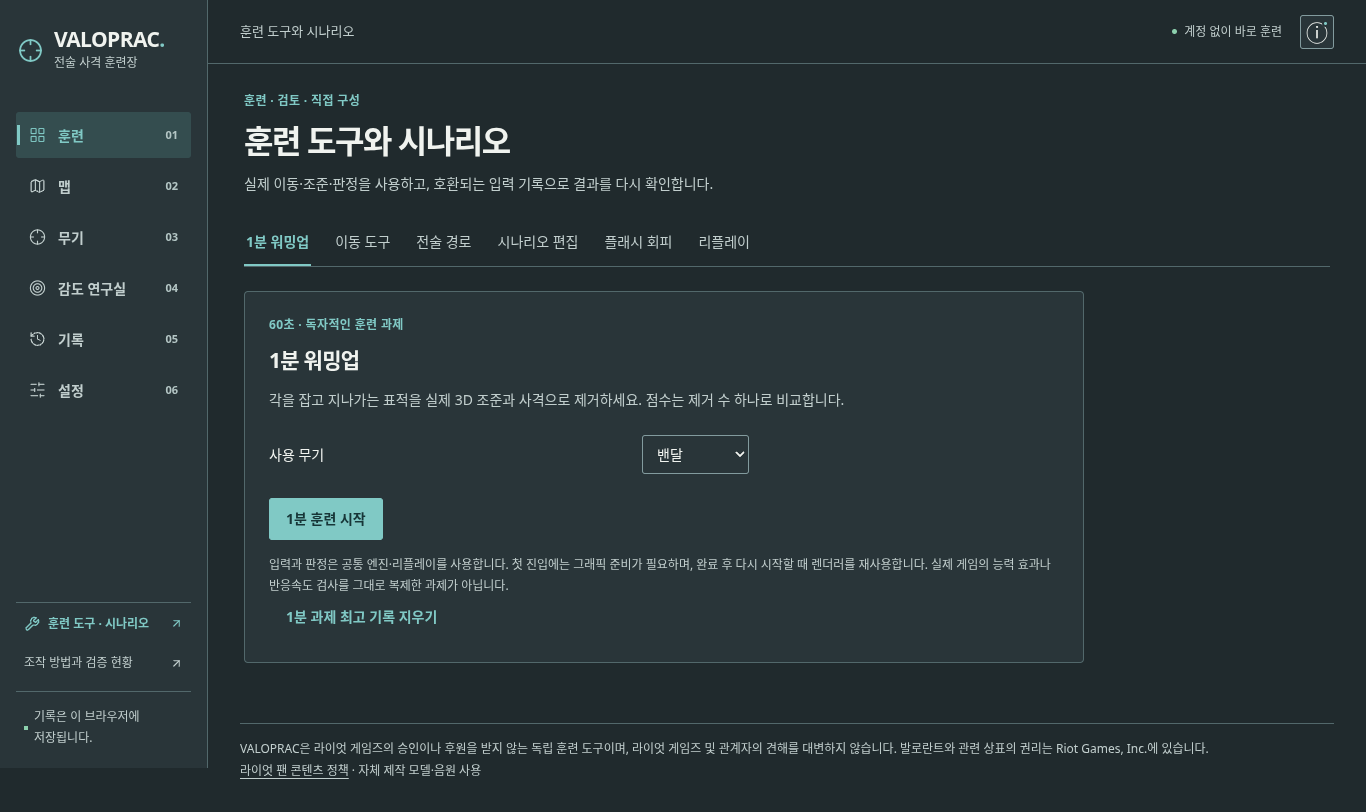 VALOPRAC.
전술 사격 훈련장
훈련 01
맵 02
무기 03
감도 연구실 04
기록 05
설정 06
훈련 도구 · 시나리오
조작 방법과 검증 현황
기록은 이 브라우저에
저장됩니다.
훈련 도구와 시나리오
계정 없이 바로 훈련
훈련 · 검토 · 직접 구성
훈련 도구와 시나리오
실제 이동·조준·판정을 사용하고, 호환되는 입력 기록으로 결과를 다시 확인합니다.
1분 워밍업 이동 도구 전술 경로 시나리오 편집 플래시 회피 리플레이
60초 · 독자적인 훈련 과제
1분 워밍업
각을 잡고 지나가는 표적을 실제 3D 조준과 사격으로 제거하세요. 점수는 제거 수 하나로 비교합니다.
사용 무기 밴달
1분 훈련 시작
입력과 판정은 공통 엔진·리플레이를 사용합니다. 첫 진입에는 그래픽 준비가 필요하며, 완료 후 다시 시작할 때 렌더러를 재사용합니다. 실제 게임의 능력 효과나
반응속도 검사를 그대로 복제한 과제가 아닙니다.
1분 과제 최고 기록 지우기
VALOPRAC은 라이엇 게임즈의 승인이나 후원을 받지 않는 독립 훈련 도구이며, 라이엇 게임즈 및 관계자의 견해를 대변하지 않습니다. 발로란트와 관련 상표의 권리는 Riot Games, Inc.에 있습니다.
라이엇 팬 콘텐츠 정책 · 자체 제작 모델·음원 사용